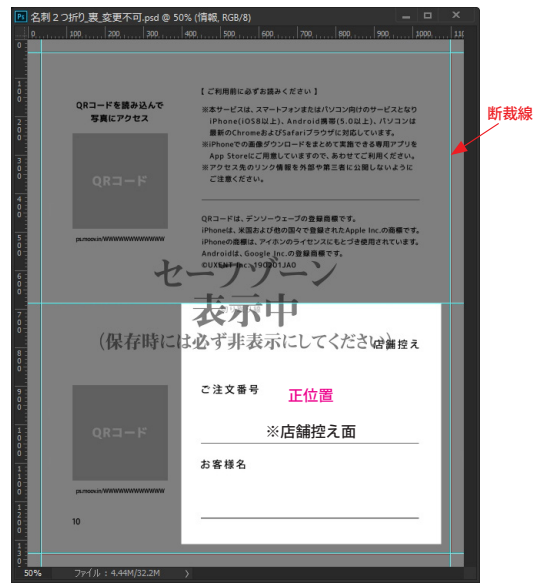 名刺２つ折り_裏_変更不可.psd @ 50% (情報, RGB/8)
0 100 200 300 400 500 600 700 800 900 1000 110
QRコードを読み込んで
写真にアクセス
QRコード
ps.moox.in/WWWWWWWWWWWW
【 ご利用前に必ずお読みください 】
※本サービスは、スマートフォンまたはパソコン向けのサービスとなり
iPhone(iOS8以上)、Android携帯(5.0以上)、パソコンは
最新のChromeおよびSafariブラウザに対応しています。
※iPhoneでの画像ダウンロードをまとめて実施できる専用アプリを
App Storeにご用意していますので、あわせてご利用ください。
※アクセス先のリンク情報を外部や第三者に公開しないように
ご注意ください。
QRコードは、デンソーウェーブの登録商標です。
iPhoneは、米国および他の国々で登録されたApple Inc.の商標です。
iPhoneの商標は、アイホンのライセンスにもとづき使用されています。
Androidは、Google Inc.の登録商標です。
©UXENT Inc. 190201JA0
断裁線
セーフゾーン
表示中
(保存時には必ず非表示にしてください)
店舗控え
ご注文番号
正位置
※店舗控え面
お客様名
QRコード
ps.moox.in/WWWWWWWWWWWW
10
50% ファイル : 4.44M/32.2M